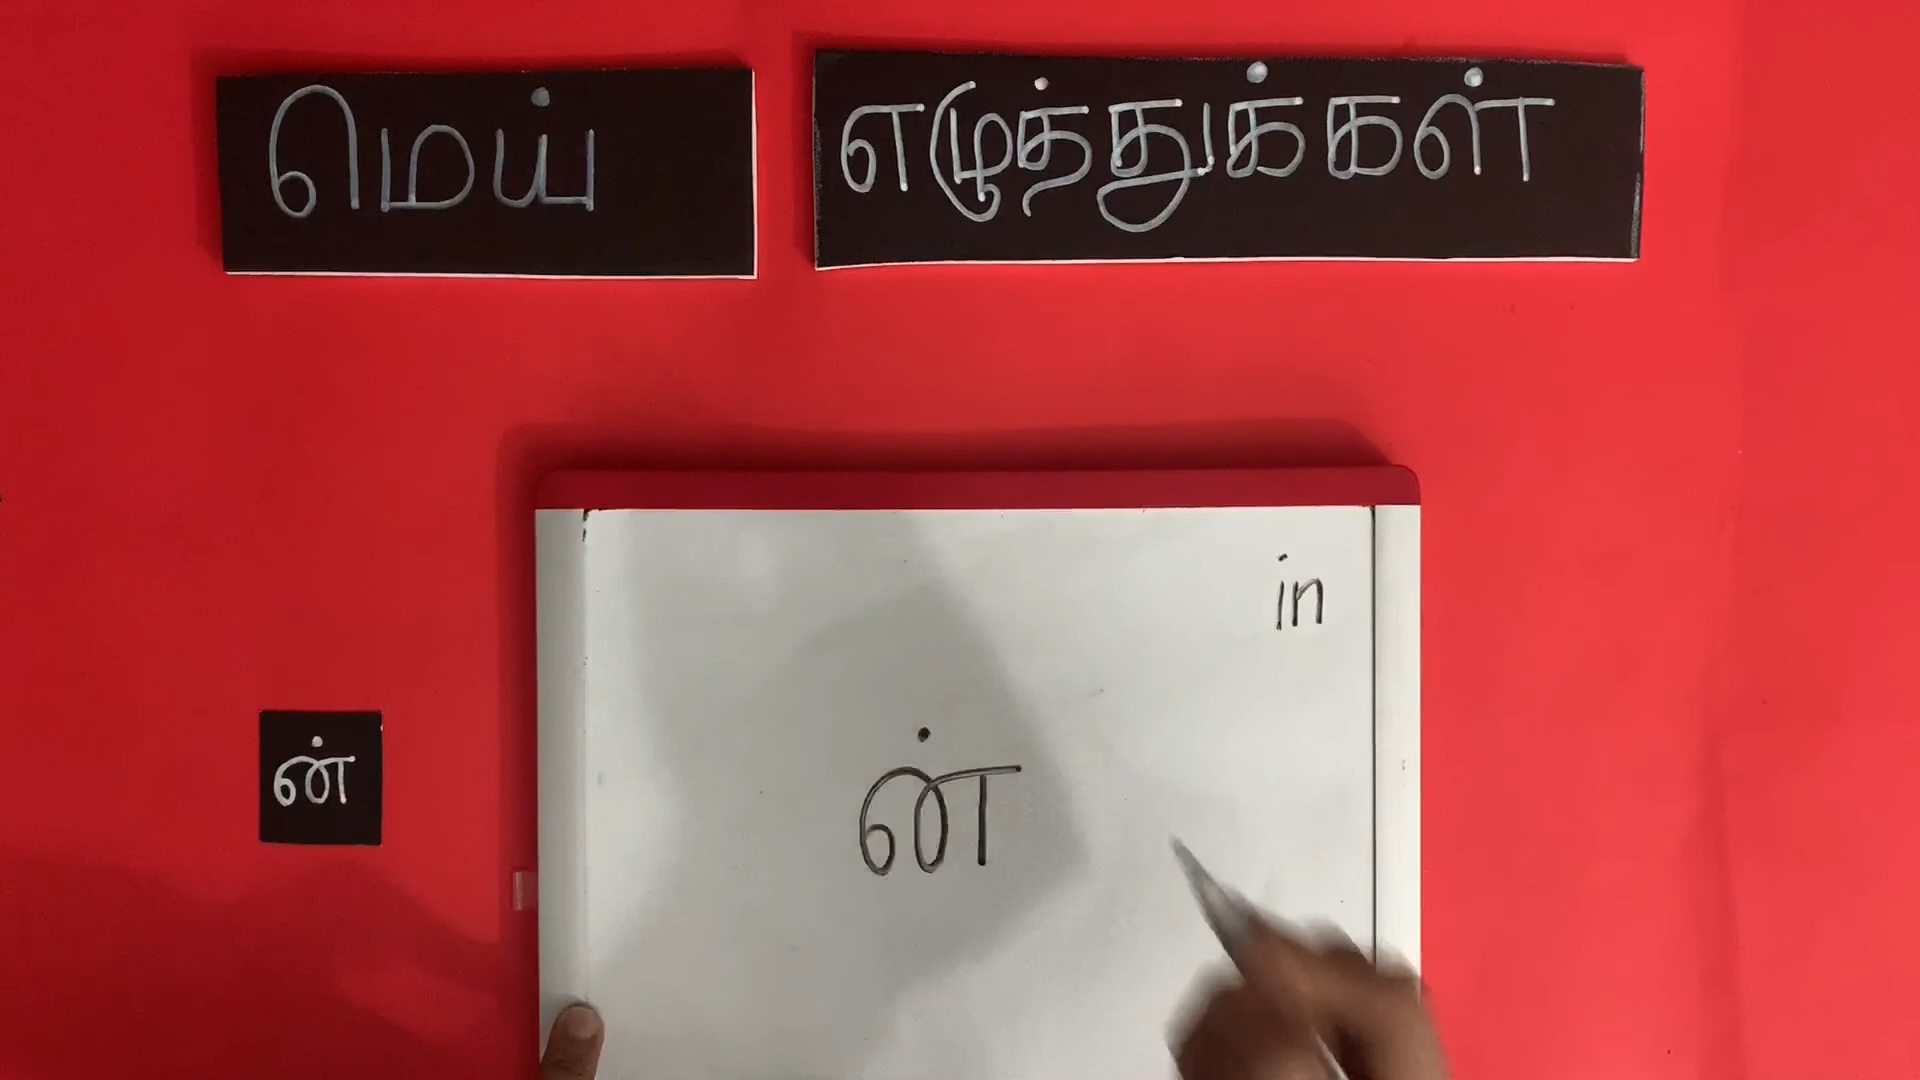 மெய் எழுத்துக்கள்
in
ன்
ன்